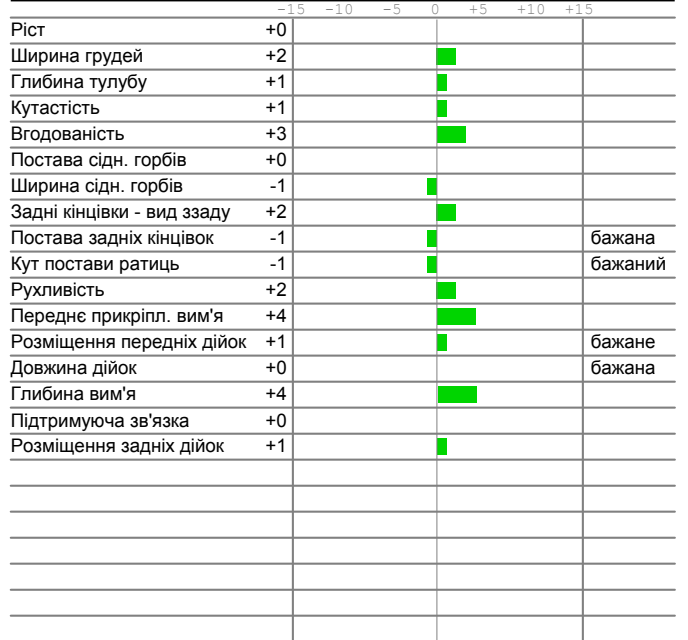 -15 -10 -5 0 +5 +10 +15
Ріст +0
Ширина грудей +2
Глибина тулубу +1
Кутастість +1
Вгодованість +3
Постава сідн. горбів +0
Ширина сідн. горбів -1
Задні кінцівки - вид ззаду +2
Постава задніх кінцівок -1 бажана
Кут постави ратиць -1 бажаний
Рухливість +2
Переднє прикріпл. вим'я +4
Розміщення передніх дійок +1 бажане
Довжина дійок +0 бажана
Глибина вим'я +4
Підтримуюча зв'язка +0
Розміщення задніх дійок +1